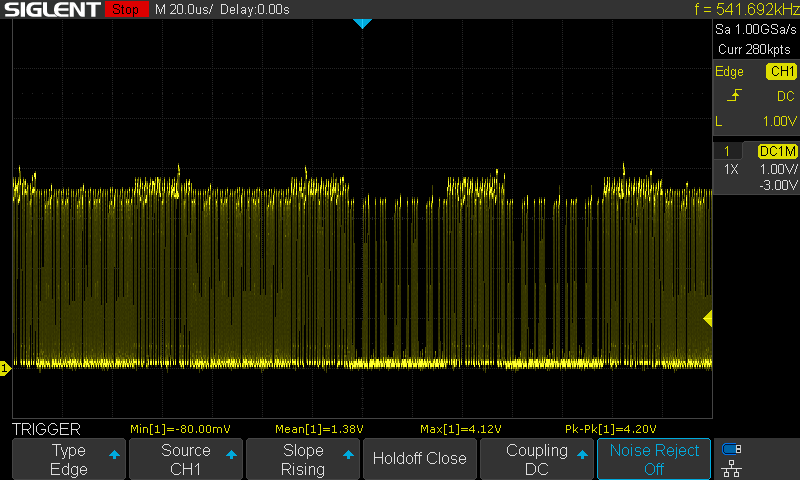 SIGLENT Stop M 20.0us/ Delay:0.00s f = 541.692kHz
Sa 1.00GSa/s
Curr 280kpts
Edge CH1
DC
L 1.00V
1 DC1M
1X 1.00V/
-3.00V
1
TRIGGER Min[1]=-80.00mV Mean[1]=1.38V Max[1]=4.12V Pk-Pk[1]=4.20V
Type Source Slope Holdoff Close Coupling Noise Reject
Edge CH1 Rising DC Off